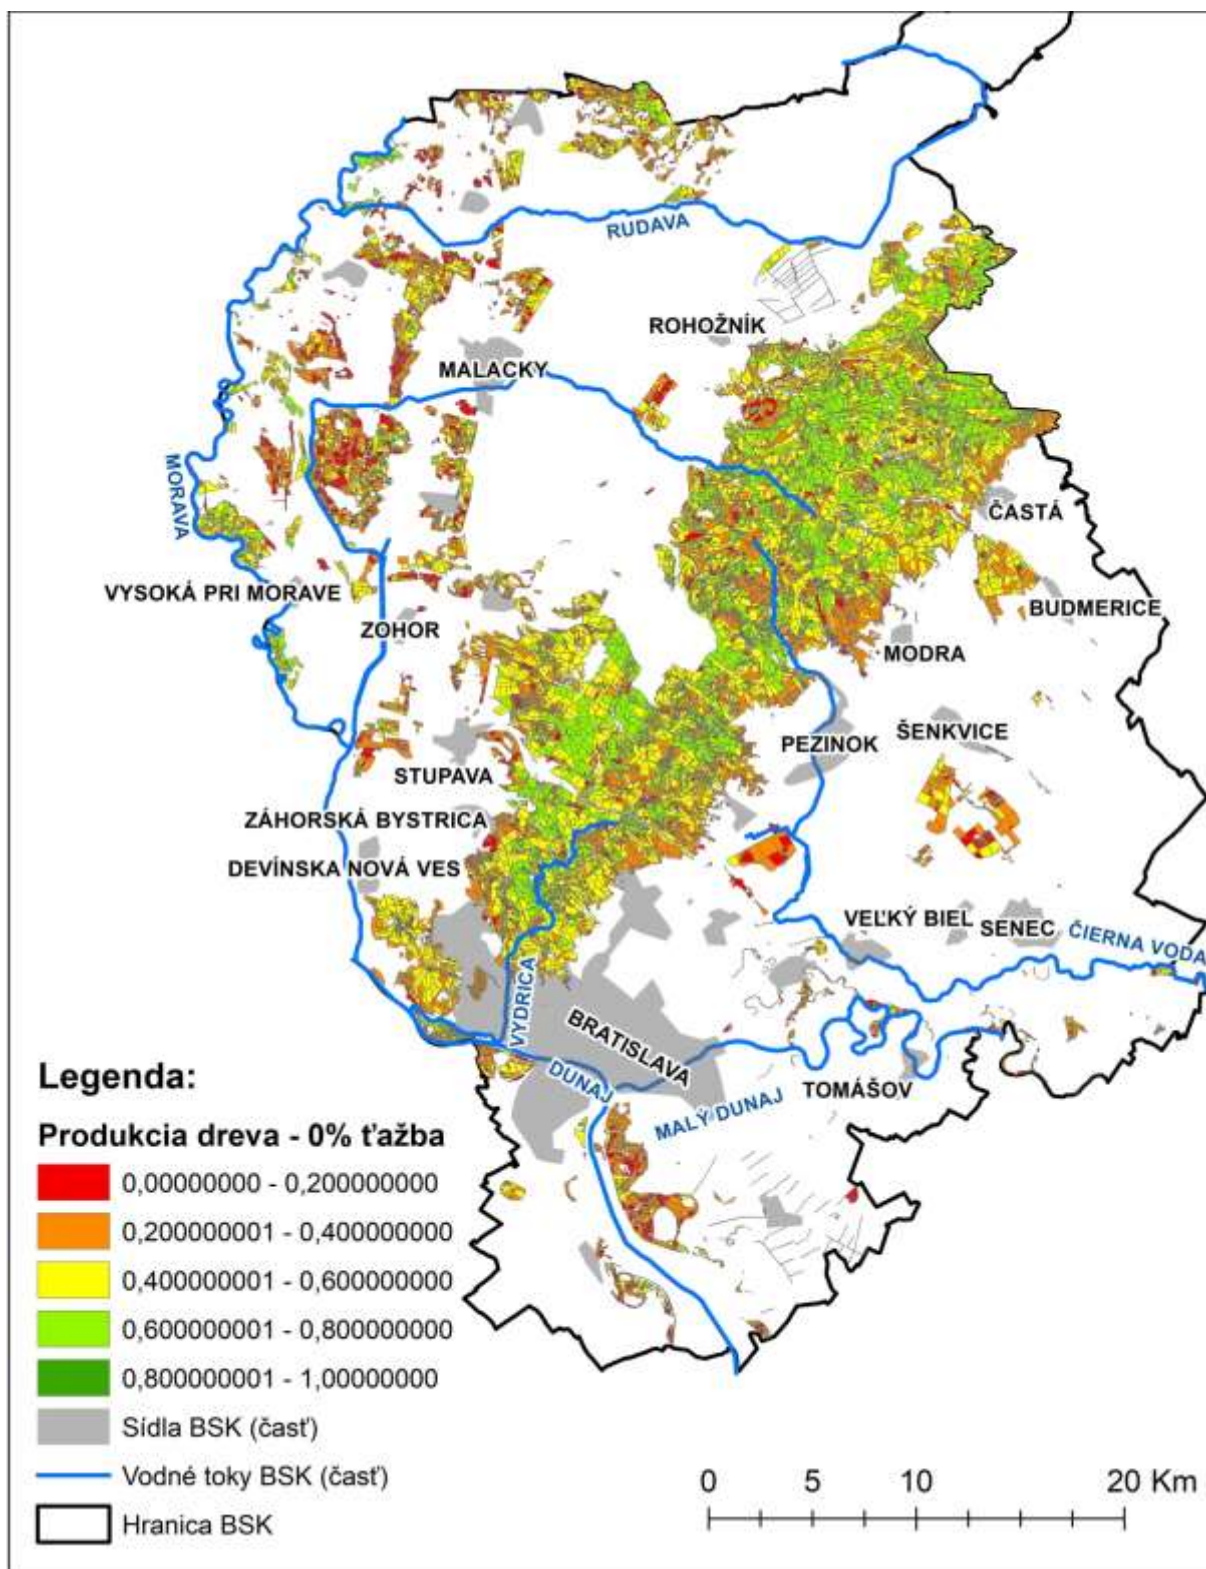 RUDAVA
ROHOŽNÍK
MALACKY
MORAVA
ČASTÁ
VYSOKÁ PRI MORAVE
BUDMERICE
ZOHOR
MODRA
PEZINOK
ŠENKVICE
STUPAVA
ZÁHORSKÁ BYSTRICA
DEVÍNSKA NOVÁ VES
VEĽKÝ BIEL
SENEC
ČIERNA VODA
VYDRICA
BRATISLAVA
DUNAJ
MALÝ DUNAJ
TOMÁŠOV
Legenda:
Produkcia dreva - 0% ťažba
0,00000000 - 0,200000000
0,200000001 - 0,400000000
0,400000001 - 0,600000000
0,600000001 - 0,800000000
0,800000001 - 1,00000000
Sídla BSK (časť)
Vodné toky BSK (časť)
Hranica BSK
0 5 10 20 Km